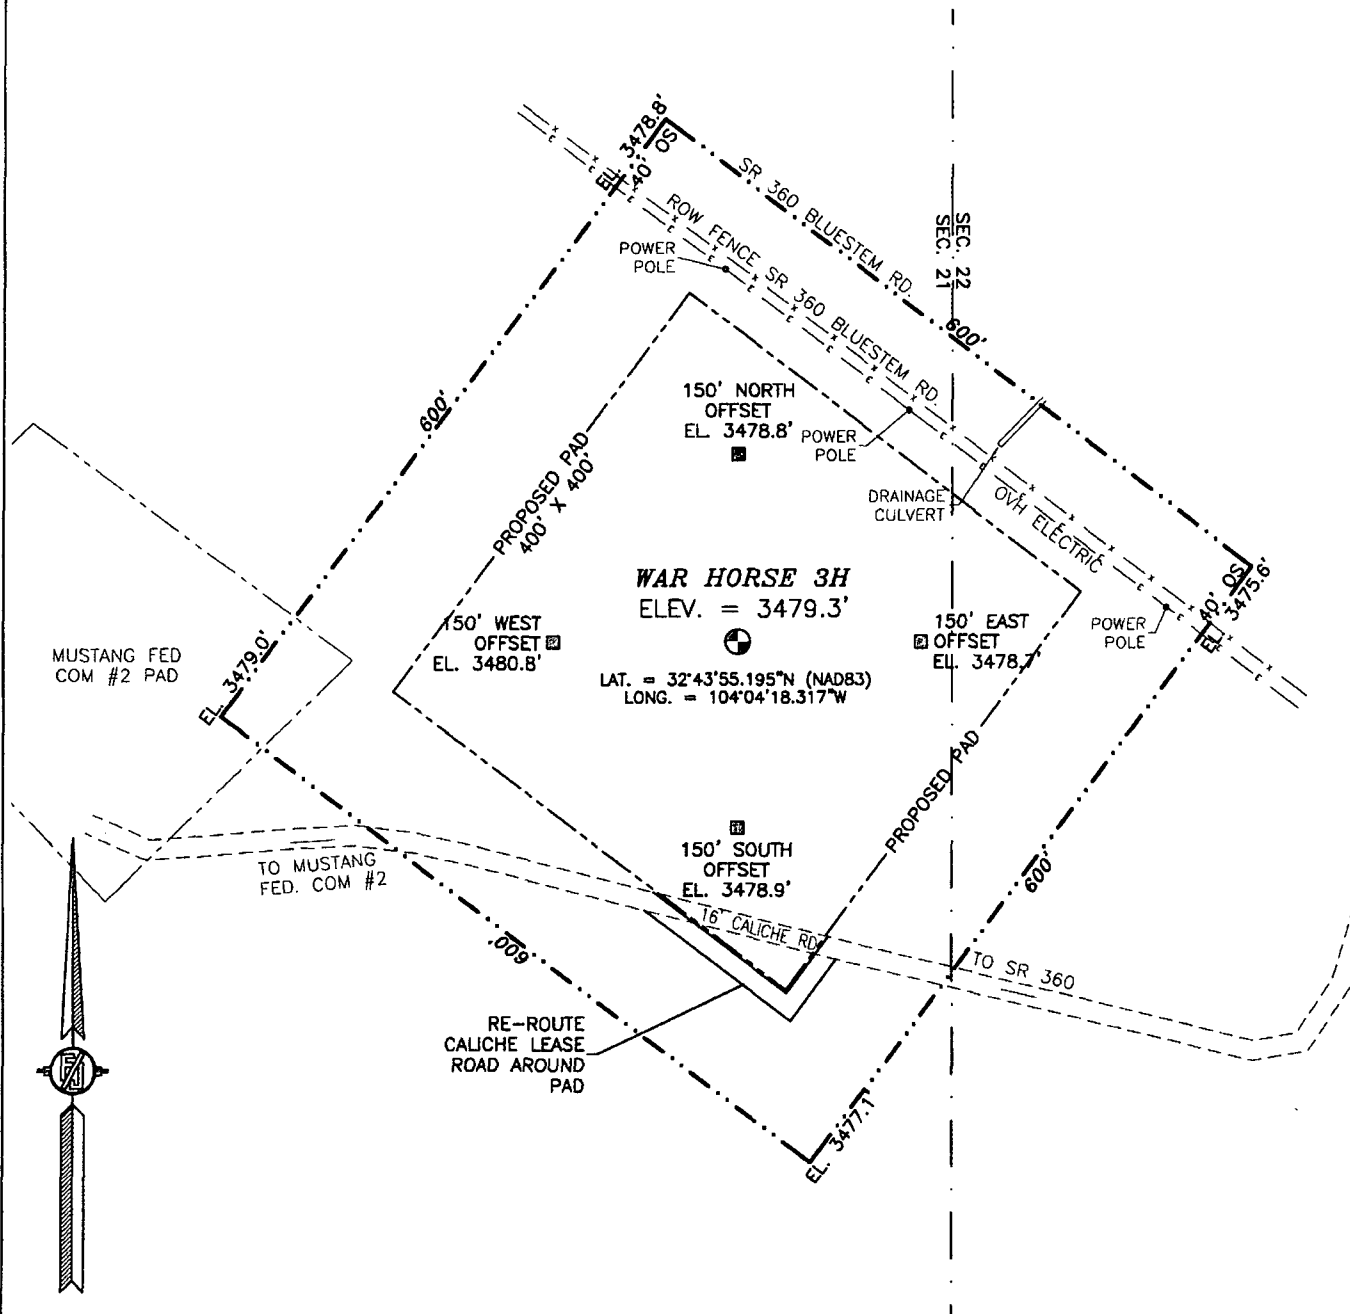 EL. 3478.8'
40' OS
SR 360 BLUESTEM RD.
ROW FENCE SR 360 BLUESTEM RD.
SEC. 22
SEC. 21
POWER
POLE
600'
600'
150' NORTH
OFFSET
EL. 3478.8'
POWER
POLE
PROPOSED PAD
400' X 400'
DRAINAGE
CULVERT
OVH ELECTRIC
WAR HORSE 3H
ELEV. = 3479.3'
40' OS
EL. 3475.6'
150' WEST
OFFSET
EL. 3480.8'
150' EAST
OFFSET
EL. 3478.7'
POWER
POLE
MUSTANG FED
COM #2 PAD
EL. 3479.0'
LAT. = 32°43'55.195"N (NAD83)
LONG. = 104°04'18.317"W
PROPOSED PAD
150' SOUTH
OFFSET
EL. 3478.9'
TO MUSTANG
FED. COM #2
600'
16' CALICHE RD
600'
TO SR 360
RE-ROUTE
CALICHE LEASE
ROAD AROUND
PAD
EL. 3477.1'